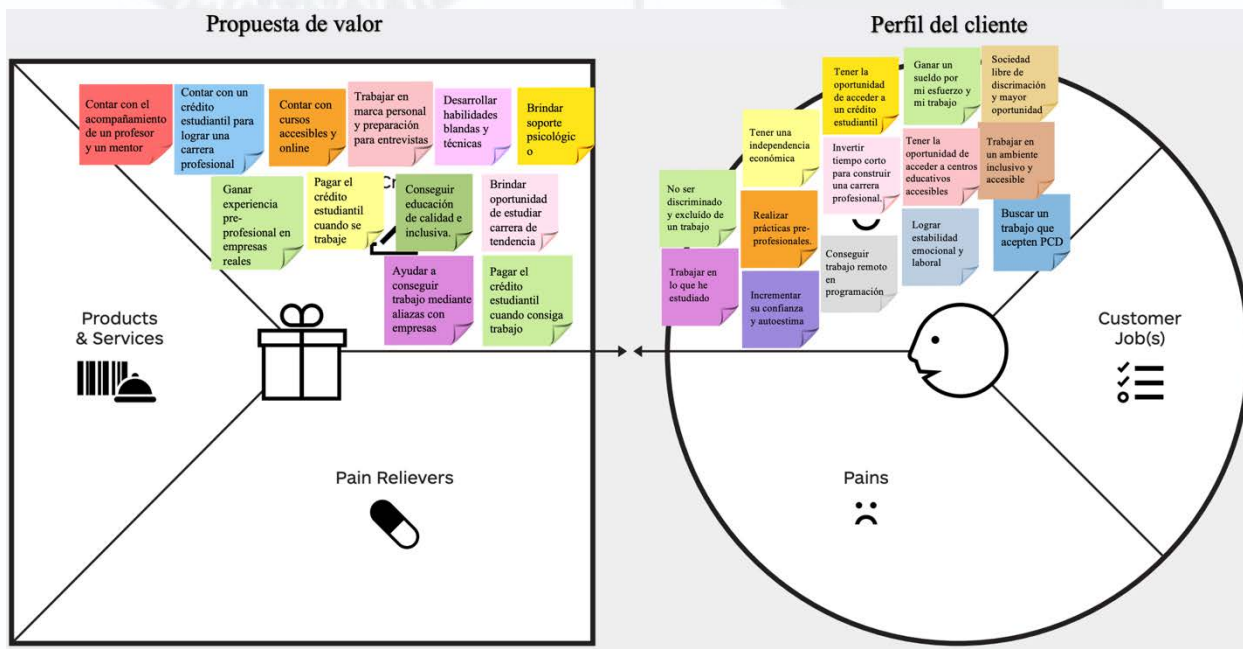 Propuesta de valor
Perfil del cliente
Contar con el
acompañamiento
de un profesor
y un mentor
Contar con un
crédito
estudiantil para
lograr una
carrera
profesional
Contar con
cursos
accesibles y
online
Trabajar en
marca personal
y preparación
para entrevistas
Desarrollar
habilidades
blandas y
técnicas
Brindar
soporte
psicológic
o
Ganar
experiencia
pre-
profesional en
empresas
reales
Pagar el
crédito
estudiantil
cuando se
trabaje
Conseguir
educación
de calidad e
inclusiva.
Brindar
oportunidad
de estudiar
carrera de
tendencia
Ayudar a
conseguir
trabajo mediante
aliazas con
empresas
Pagar el
crédito
estudiantil
cuando consiga
trabajo
Products
& Services
Pain Relievers
Tener la
oportunidad
de acceder a
un crédito
estudiantil
Ganar un
sueldo por
mi esfuerzo y
mi trabajo
Sociedad
libre de
discrimación
y mayor
oportunidad
Tener una
independencia
económica
Invertir
tiempo corto
para construir
una carrera
profesional.
Tener la
oportunidad de
acceder a centros
educativos
accesibles
Trabajar en
un ambiente
inclusivo y
accesible
No ser
discriminado
y excluído de
un trabajo
Realizar
prácticas pre-
profesionales.
Lograr
estabilidad
emocional y
laboral
Buscar un
trabajo que
acepten PCD
Trabajar en
lo que he
estudiado
Incrementar
su confianza
y autoestima
Conseguir
trabajo remoto
en
programación
Customer
Job(s)
Pains